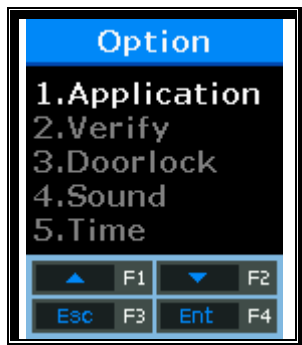 Option
1.Application
2.Verify
3.Doorlock
4.Sound
5.Time
F1 F2
Esc F3 Ent F4